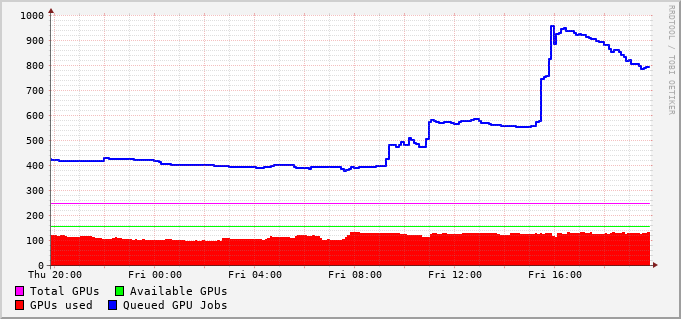 RRDTOOL / TOBI OETIKER
1000
900
800
700
600
500
400
300
200
100
0
Thu 20:00 Fri 00:00 Fri 04:00 Fri 08:00 Fri 12:00 Fri 16:00
Total GPUs Available GPUs
GPUs used Queued GPU Jobs